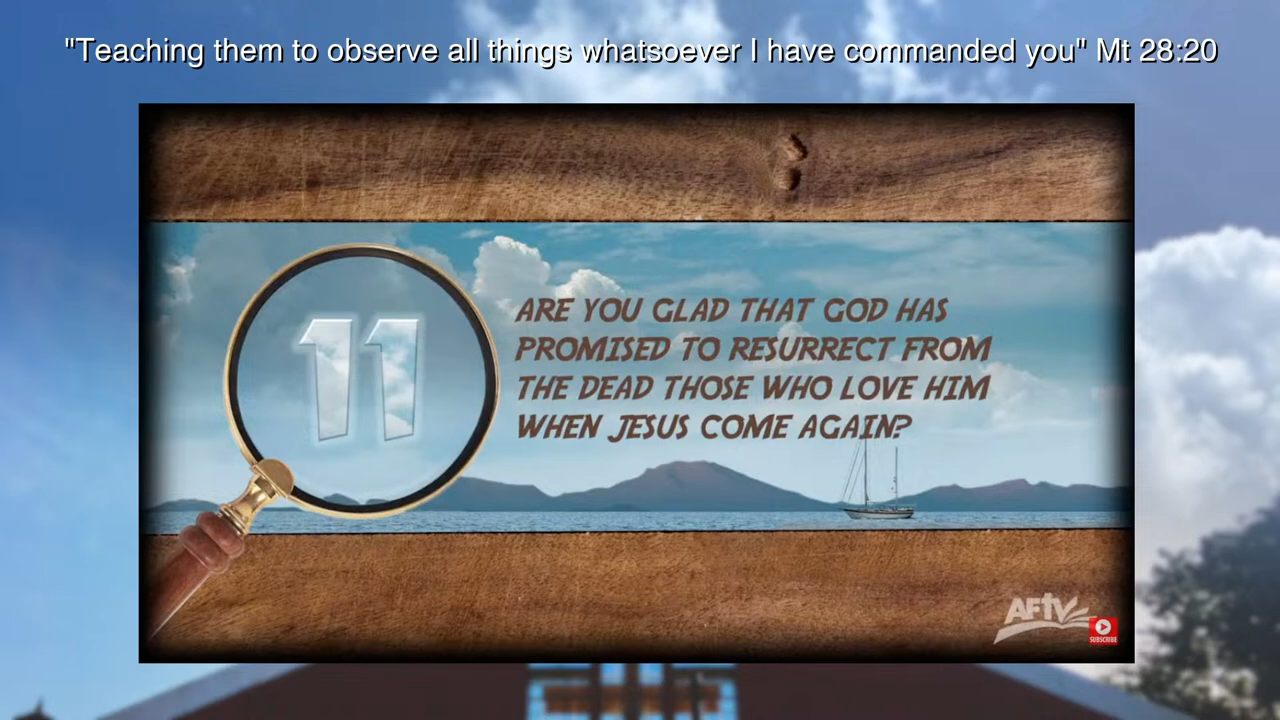 "Teaching them to observe all things whatsoever I have commanded you" Mt 28:20
11
ARE YOU GLAD THAT GOD HAS
PROMISED TO RESURRECT FROM
THE DEAD THOSE WHO LOVE HIM
WHEN JESUS COME AGAIN?
AFTV
SUBSCRIBE